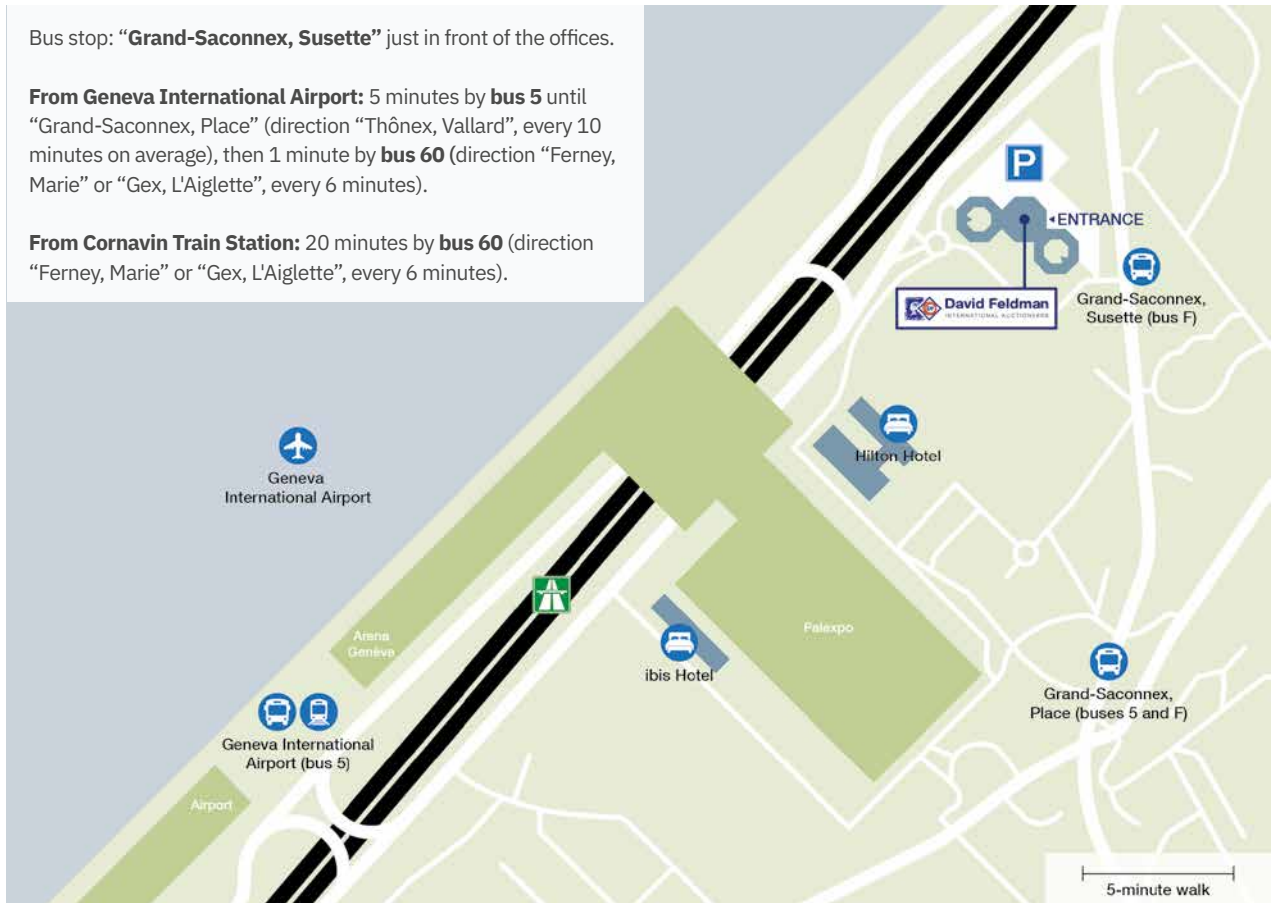 Bus stop: “Grand-Saconnex, Susette” just in front of the offices.
From Geneva International Airport: 5 minutes by bus 5 until
“Grand-Saconnex, Place” (direction “Thônex, Vallard”, every 10
minutes on average), then 1 minute by bus 60 (direction “Ferney,
Marie” or “Gex, L'Aiglette”, every 6 minutes).
From Cornavin Train Station: 20 minutes by bus 60 (direction
“Ferney, Marie” or “Gex, L'Aiglette”, every 6 minutes).
P
ENTRANCE
David Feldman
INTERNATIONAL AUCTIONEERS
Grand-Saconnex,
Susette (bus F)
Hilton Hotel
Geneva
International Airport
Arena
Genève
Palexpo
ibis Hotel
Grand-Saconnex,
Place (buses 5 and F)
Geneva International
Airport (bus 5)
Airport
5-minute walk